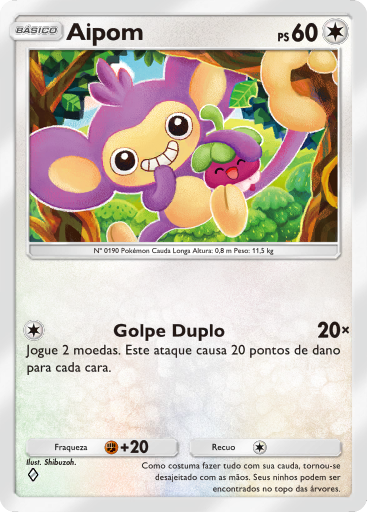 BÁSICO Aipom PS 60
Nº 0190 Pokémon Cauda Longa Altura: 0,8 m Peso: 11,5 kg
Golpe Duplo 20×
Jogue 2 moedas. Este ataque causa 20 pontos de dano
para cada cara.
Fraqueza +20 Recuo
Ilust. Shibuzoh.
Como costuma fazer tudo com sua cauda, tornou-se
desajeitado com as mãos. Seus ninhos podem ser
encontrados no topo das árvores.